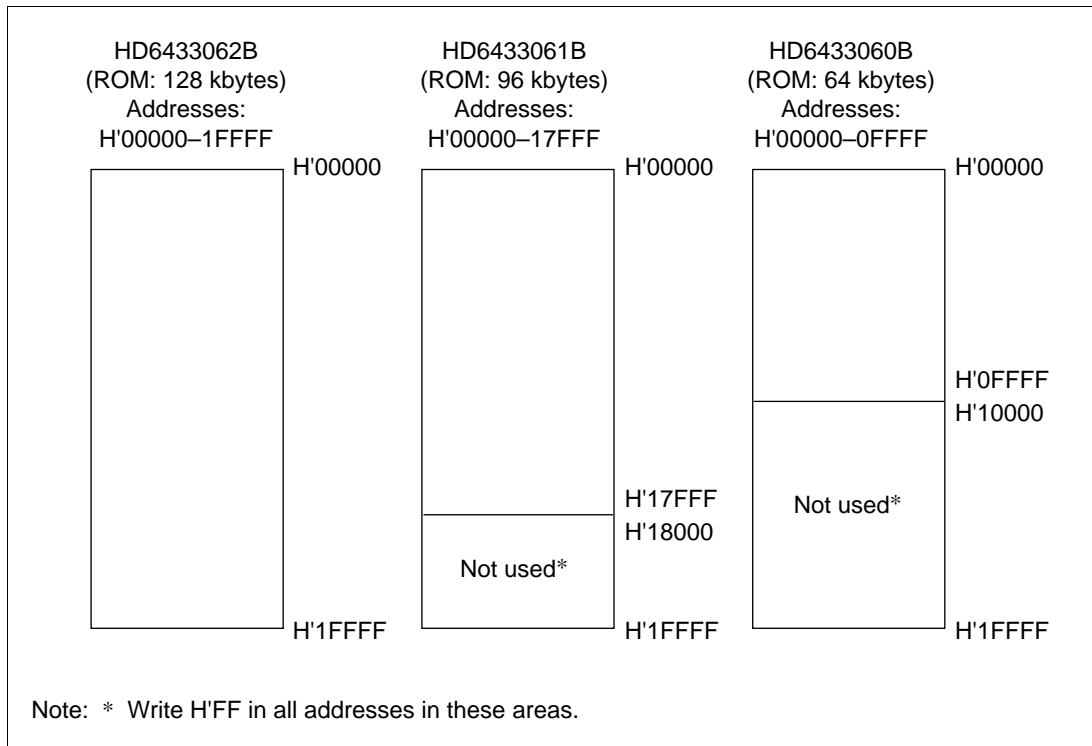 HD6433062B
(ROM: 128 kbytes)
Addresses:
H'00000–1FFFF
H'00000
H'1FFFF
HD6433061B
(ROM: 96 kbytes)
Addresses:
H'00000–17FFF
H'00000
H'17FFF
H'18000
Not used*
H'1FFFF
HD6433060B
(ROM: 64 kbytes)
Addresses:
H'00000–0FFFF
H'00000
H'0FFFF
H'10000
Not used*
H'1FFFF
Note: * Write H'FF in all addresses in these areas.